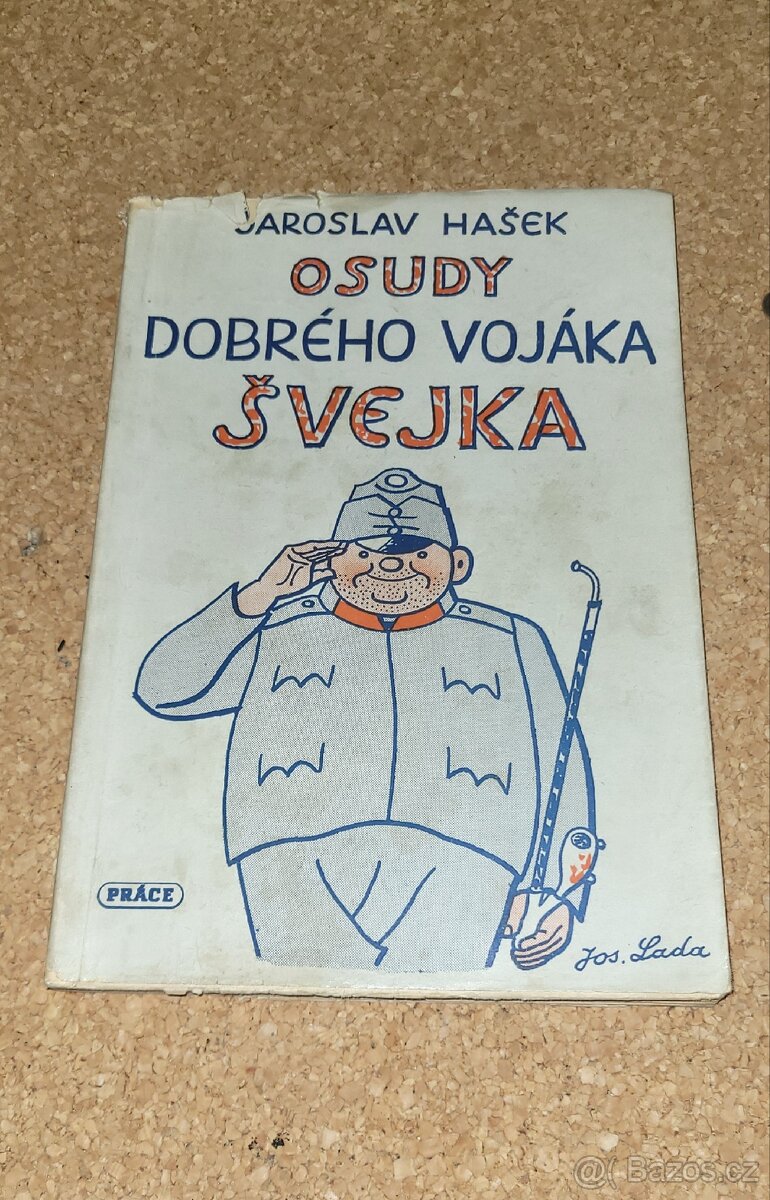 JAROSLAV HAŠEK
OSUDY
DOBRÉHO VOJÁKA
ŠVEJKA
PRÁCE
Jos. Lada
@( Bazos.cz